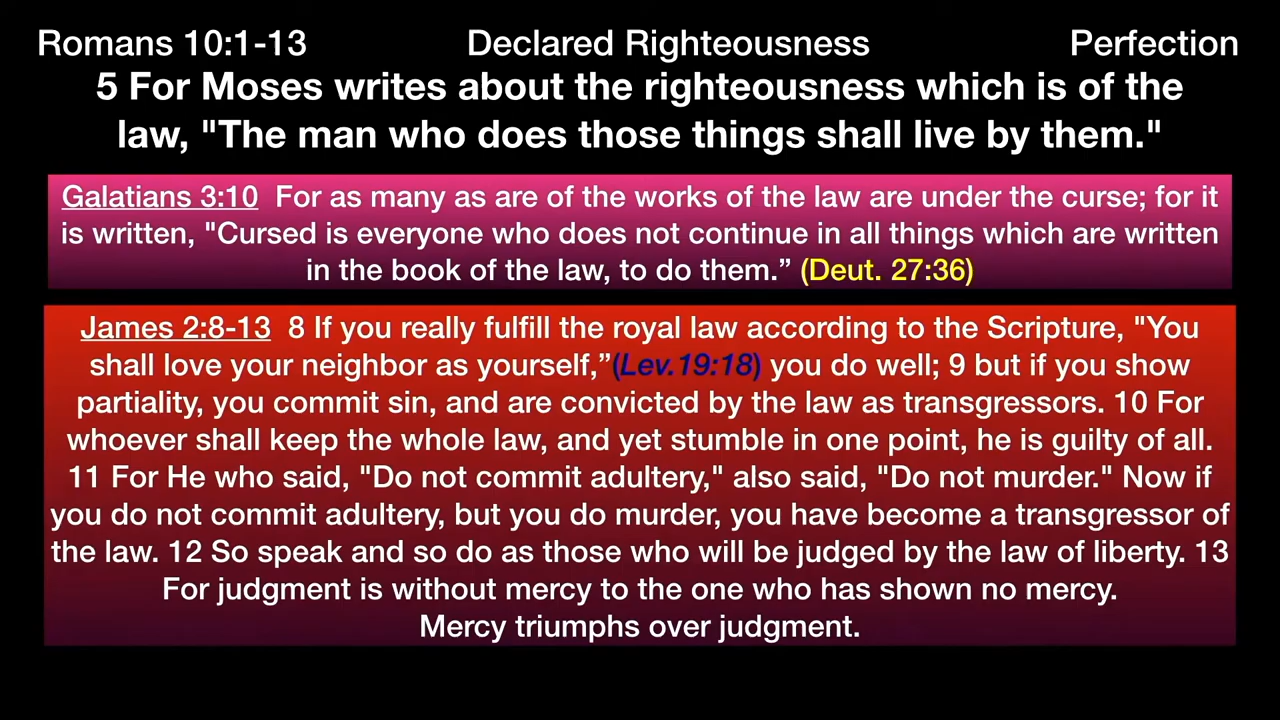 Romans 10:1-13 Declared Righteousness Perfection
5 For Moses writes about the righteousness which is of the
law, "The man who does those things shall live by them."
Galatians 3:10 For as many as are of the works of the law are under the curse; for it
is written, "Cursed is everyone who does not continue in all things which are written
in the book of the law, to do them.” (Deut. 27:36)
James 2:8-13 8 If you really fulfill the royal law according to the Scripture, "You
shall love your neighbor as yourself,”(Lev.19:18) you do well; 9 but if you show
partiality, you commit sin, and are convicted by the law as transgressors. 10 For
whoever shall keep the whole law, and yet stumble in one point, he is guilty of all.
11 For He who said, "Do not commit adultery," also said, "Do not murder." Now if
you do not commit adultery, but you do murder, you have become a transgressor of
the law. 12 So speak and so do as those who will be judged by the law of liberty. 13
For judgment is without mercy to the one who has shown no mercy.
Mercy triumphs over judgment.